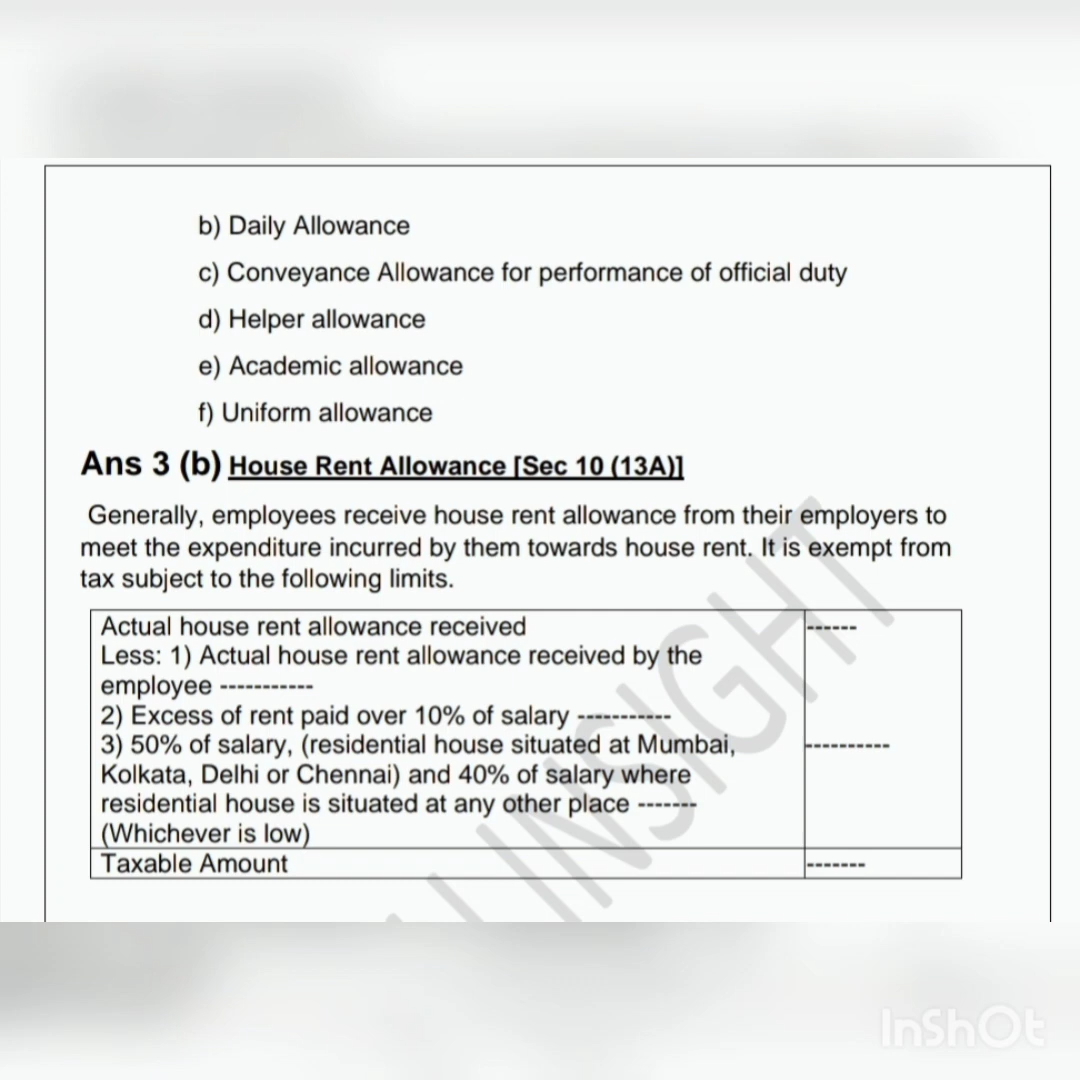 b) Daily Allowance
c) Conveyance Allowance for performance of official duty
d) Helper allowance
e) Academic allowance
f) Uniform allowance
Ans 3 (b) House Rent Allowance [Sec 10 (13A)]
Generally, employees receive house rent allowance from their employers to
meet the expenditure incurred by them towards house rent. It is exempt from
tax subject to the following limits.
Actual house rent allowance received ------
Less: 1) Actual house rent allowance received by the
employee -----------
2) Excess of rent paid over 10% of salary -----------
3) 50% of salary, (residential house situated at Mumbai, ----------
Kolkata, Delhi or Chennai) and 40% of salary where
residential house is situated at any other place -------
(Whichever is low)
Taxable Amount -------
INSIGHT
InShOt